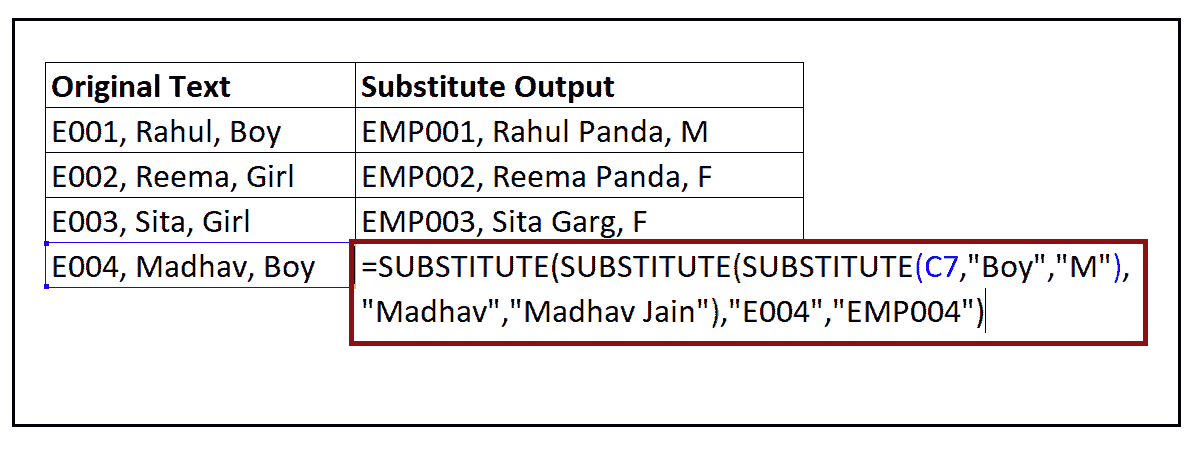 Original Text Substitute Output
E001, Rahul, Boy EMP001, Rahul Panda, M
E002, Reema, Girl EMP002, Reema Panda, F
E003, Sita, Girl EMP003, Sita Garg, F
E004, Madhav, Boy =SUBSTITUTE(SUBSTITUTE(SUBSTITUTE(C7,"Boy","M"),
"Madhav","Madhav Jain"),"E004","EMP004")